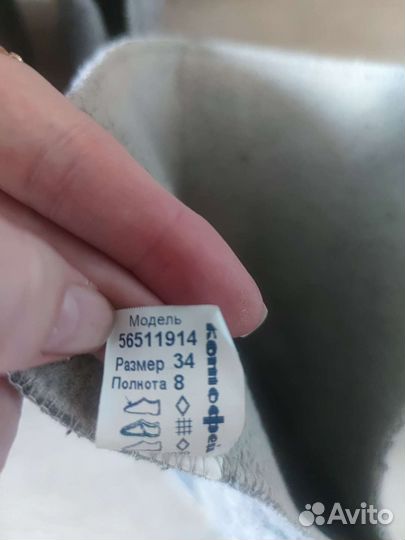 Модель
56511914
Размер 34
Полнота 8
котофей
Avito